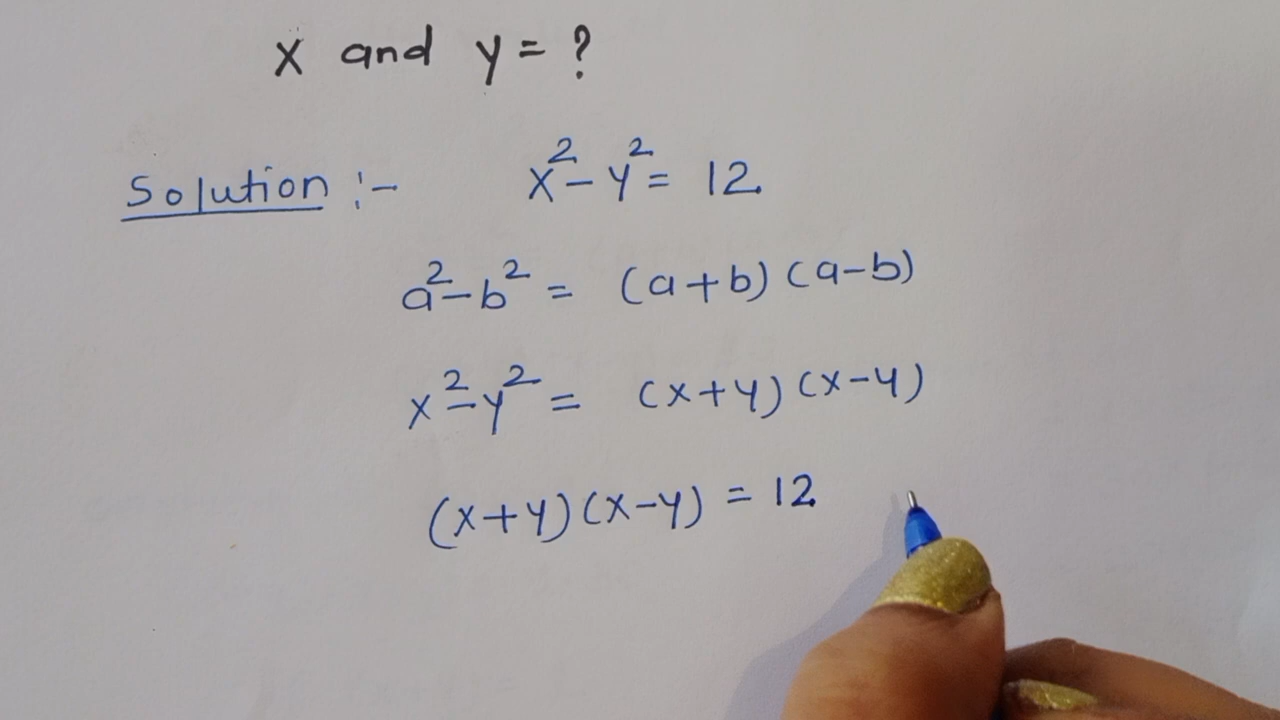 x and y = ?
Solution :- x² - y² = 12
a² - b² = (a+b) (a-b)
x² - y² = (x+y) (x-y)
(x+y) (x-y) = 12